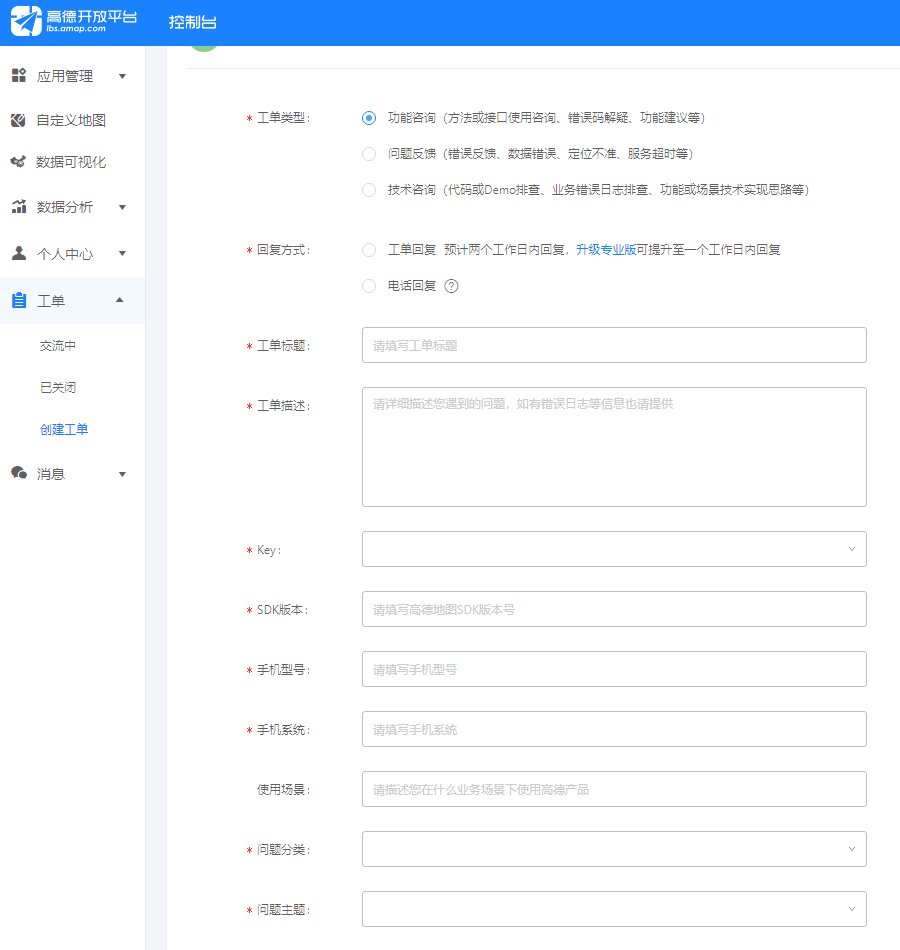 高德开放平台
lbs.amap.com
控制台
应用管理
自定义地图
数据可视化
数据分析
个人中心
工单
交流中
已关闭
创建工单
消息
* 工单类型:
功能咨询（方法或接口使用咨询、错误码解疑、功能建议等）
问题反馈（错误反馈、数据错误、定位不准、服务超时等）
技术咨询（代码或Demo排查、业务错误日志排查、功能或场景技术实现思路等）
* 回复方式:
工单回复 预计两个工作日内回复，升级专业版可提升至一个工作日内回复
电话回复 ?
* 工单标题:
请填写工单标题
* 工单描述:
请详细描述您遇到的问题，如有错误日志等信息也请提供
* Key:
* SDK版本:
请填写高德地图SDK版本号
* 手机型号:
请填写手机型号
* 手机系统:
请填写手机系统
使用场景:
请描述您在什么业务场景下使用高德产品
* 问题分类:
* 问题主题: